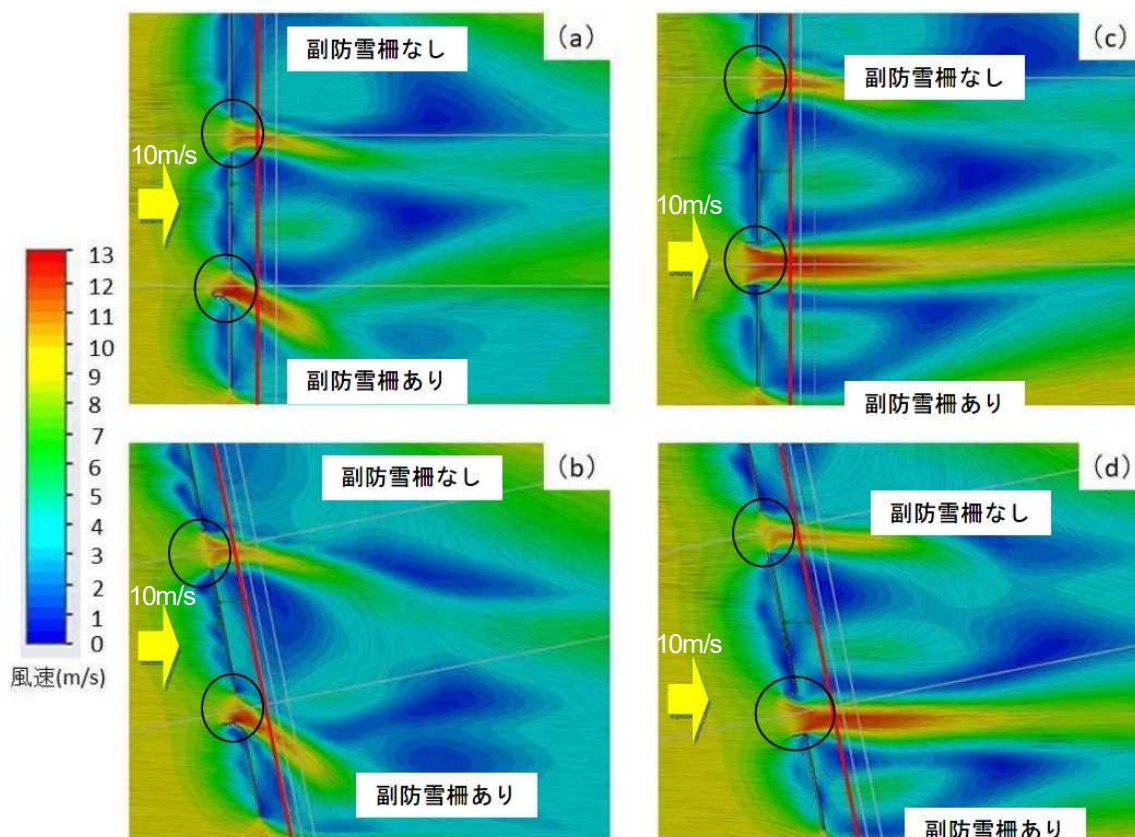 (a)
副防雪柵なし
10m/s
副防雪柵あり
(c)
副防雪柵なし
10m/s
副防雪柵あり
13
12
11
10
9
8
7
6
5
4
3
2
1
0
風速(m/s)
(b)
副防雪柵なし
10m/s
副防雪柵あり
(d)
副防雪柵なし
10m/s
副防雪柵あり